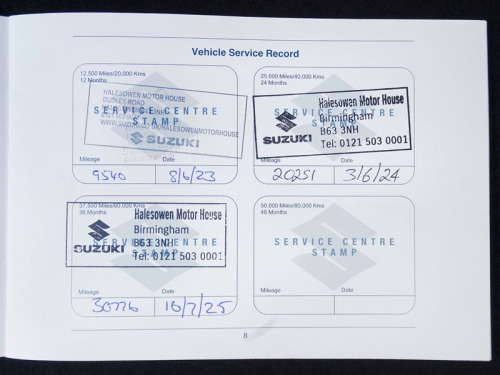 Vehicle Service Record
12,500 Miles/20,000 Kms
12 Months
HALESOWEN MOTOR HOUSE
DUDLEY ROAD
SERVICE CENTRE
STAMP
SUZUKI
Mileage
Date
9540
8/6/23
25,000 Miles/40,000 Kms
24 Months
Halesowen Motor House
Birmingham
B63 3NH
Tel: 0121 503 0001
SUZUKI
Mileage
Date
20251
3/6/24
37,500 Miles/60,000 Kms
36 Months
Halesowen Motor House
Birmingham
B63 3NH
Tel: 0121 503 0001
SUZUKI
SERVICE CENTRE
STAMP
Mileage
Date
30776
18/7/25
50,000 Miles/80,000 Kms
48 Months
SERVICE CENTRE
STAMP
Mileage
Date
8